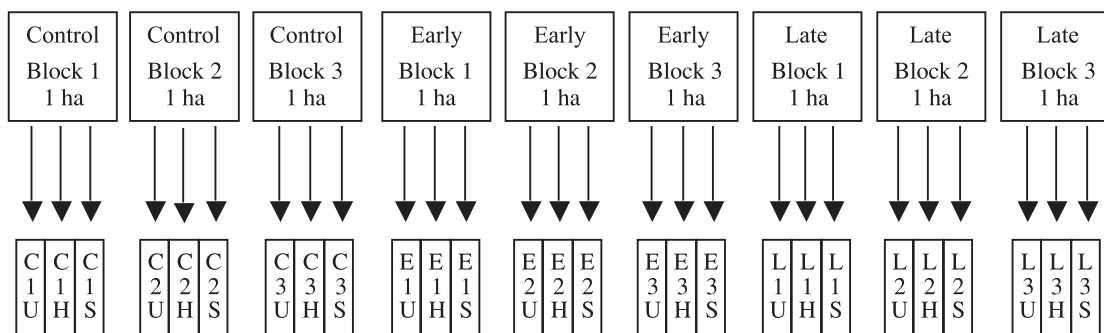 Control Control Control Early Early Early Late Late Late
Block 1 Block 2 Block 3 Block 1 Block 2 Block 3 Block 1 Block 2 Block 3
1 ha 1 ha 1 ha 1 ha 1 ha 1 ha 1 ha 1 ha 1 ha
C C C C C C C C C E E E E E E E E E L L L L L L L L L
1 1 1 2 2 2 3 3 3 1 1 1 2 2 2 3 3 3 1 1 1 2 2 2 3 3 3
U H S U H S U H S U H S U H S U H S U H S U H S U H S